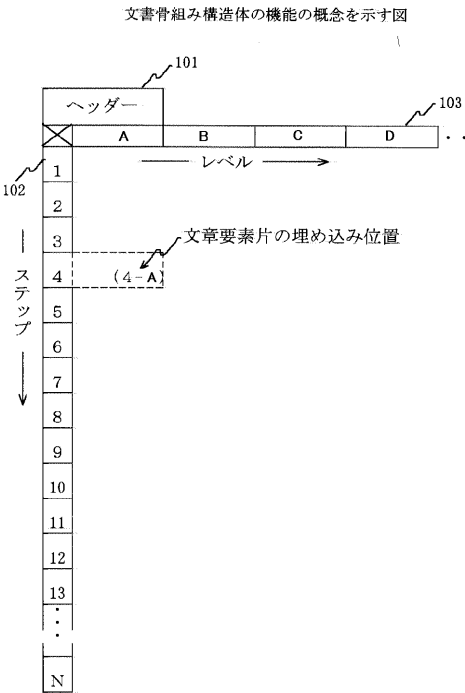 文書骨組み構造体の機能の概念を示す図
101
ヘッダー
103
A B C D ・・
レベル
102
1
2
3
文章要素片の埋め込み位置
4 (4-A)
ステップ
5
6
7
8
9
10
11
12
13
・
・
・
N